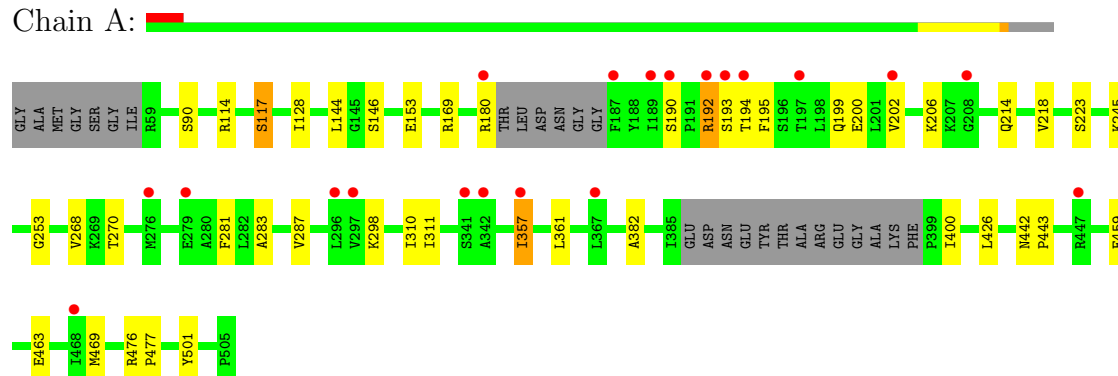 Chain A:
GLY ALA MET GLY SER GLY ILE R59 S90 R114 S117 I128 L144 G145 S146 E153 R169 R180 THR LEU ASP ASN GLY GLY F187 Y188 I189 S190 P191 R192 S193 T194 F195 S196 T197 L198 Q199 E200 L201 V202 K206 K207 G208 Q214 V218 S223
G253 V268 K269 T270 M276 E279 A280 F281 L282 A283 V287 L296 V297 K298 I310 I311 S341 A342 I357 L361 L367 A382 I385 GLU ASP ASN GLU TYR THR ALA ARG GLU GLY ALA LYS PHE P399 I400 L426 N442 P443 R447
E463 I468 M469 R476 P477 Y501 P505